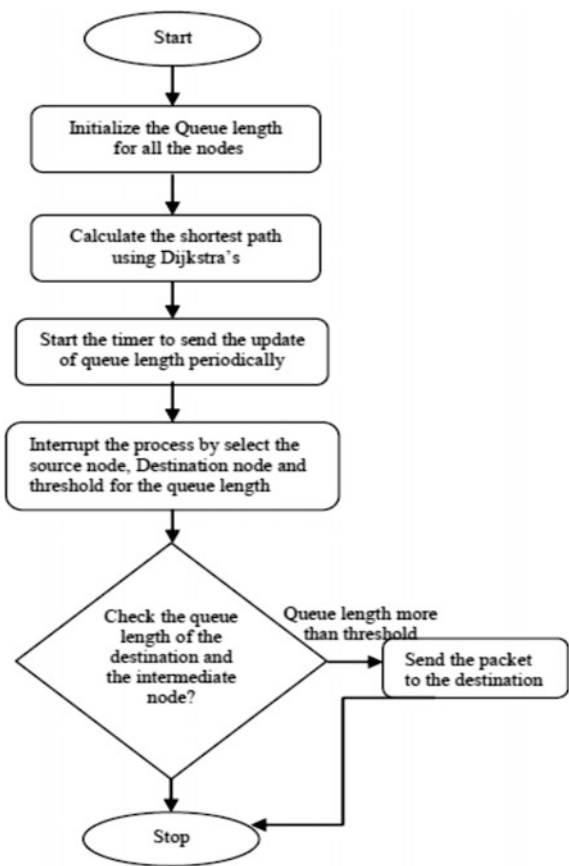 Start
Initialize the Queue length
for all the nodes
Calculate the shortest path
using Dijkstra's
Start the timer to send the update
of queue length periodically
Interrupt the process by select the
source node, Destination node and
threshold for the queue length
Check the queue
length of the
destination and
the intermediate
node?
Queue length more
than threshold
Send the packet
to the destination
Stop